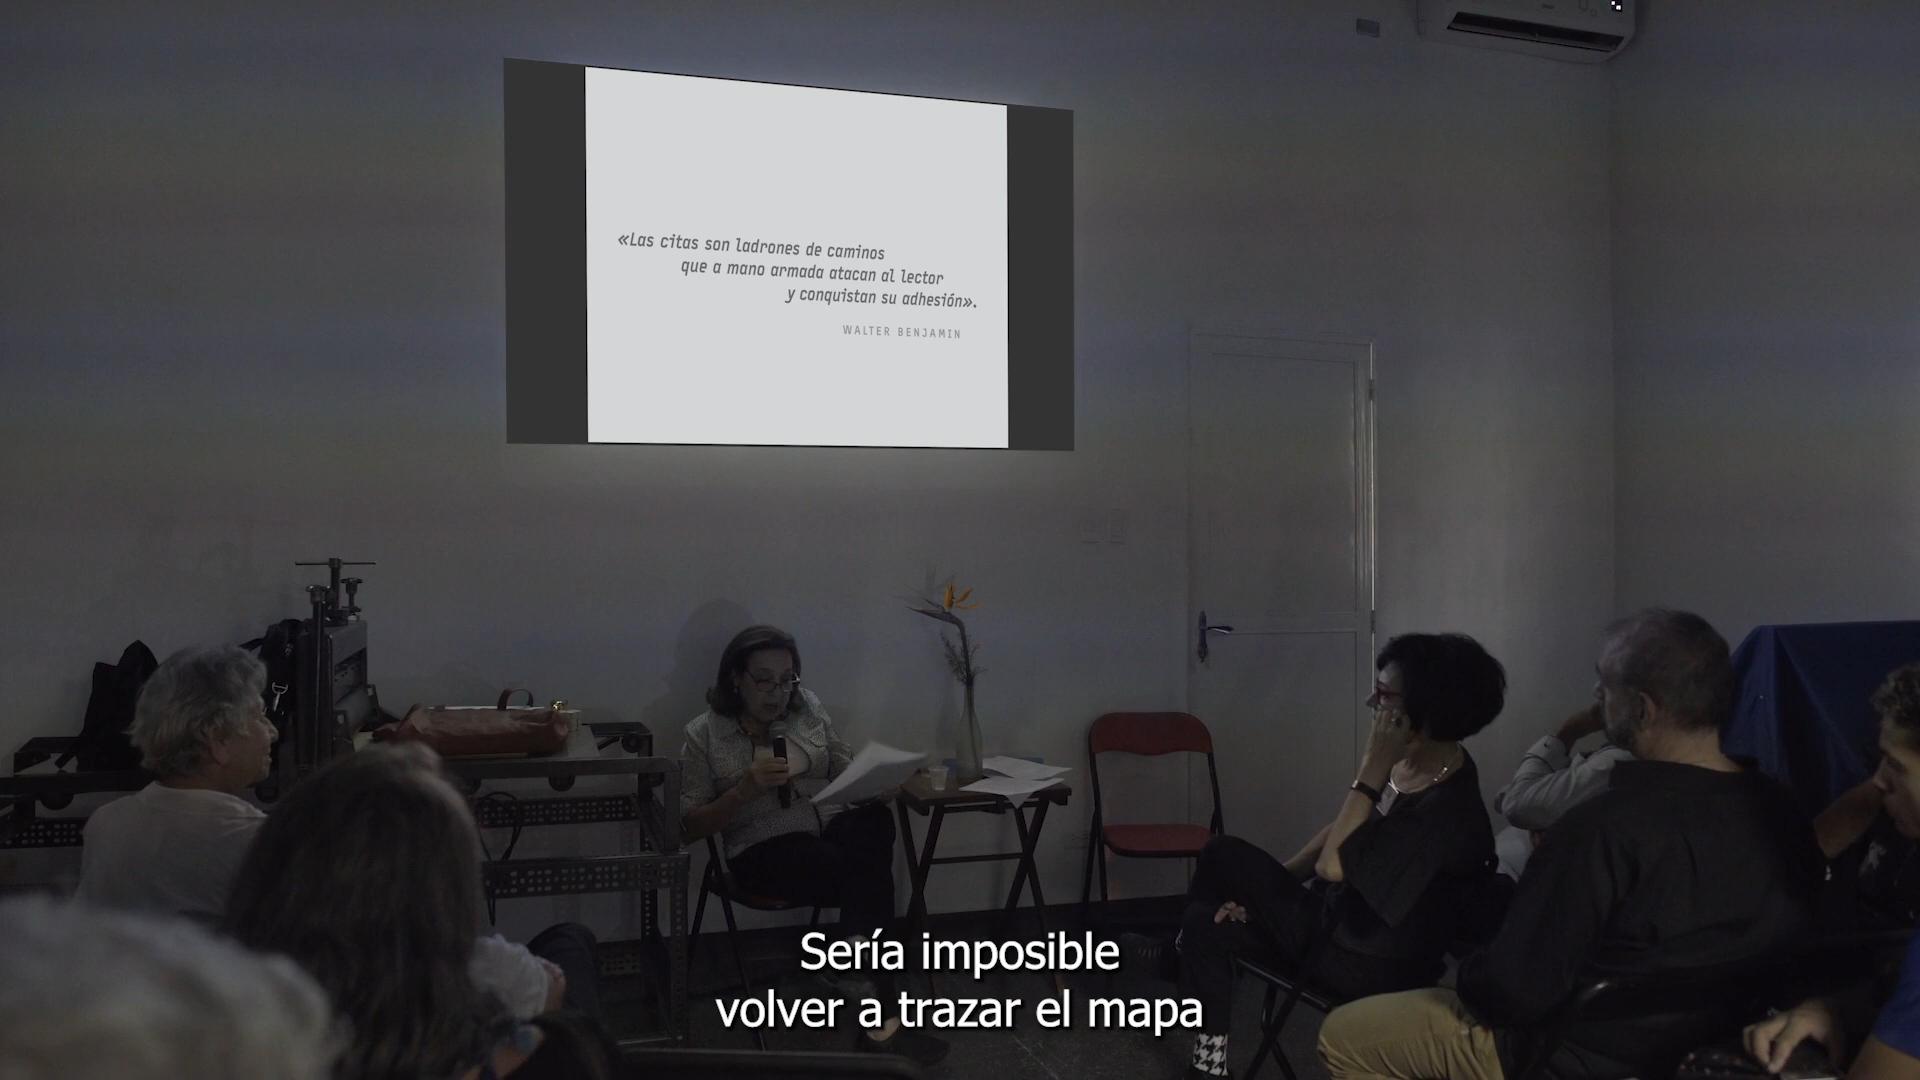 «Las citas son ladrones de caminos
que a mano armada atacan al lector
y conquistan su adhesión».
WALTER BENJAMIN
Sería imposible
volver a trazar el mapa